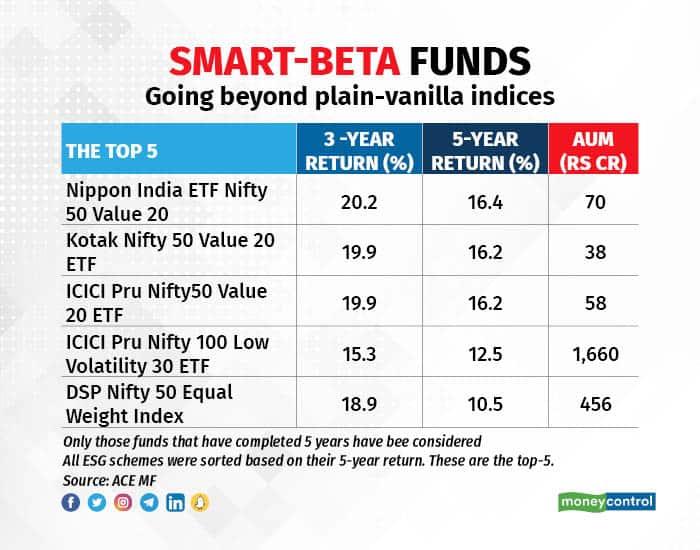 SMART-BETA FUNDS
Going beyond plain-vanilla indices
THE TOP 5
3 -YEAR
RETURN (%)
5-YEAR
RETURN (%)
AUM
(RS CR)
Nippon India ETF Nifty
50 Value 20
20.2
16.4
70
Kotak Nifty 50 Value 20
ETF
19.9
16.2
38
ICICI Pru Nifty50 Value
20 ETF
19.9
16.2
58
ICICI Pru Nifty 100 Low
Volatility 30 ETF
15.3
12.5
1,660
DSP Nifty 50 Equal
Weight Index
18.9
10.5
456
Only those funds that have completed 5 years have bee considered
All ESG schemes were sorted based on their 5-year return. These are the top-5.
Source: ACE MF
moneycontrol